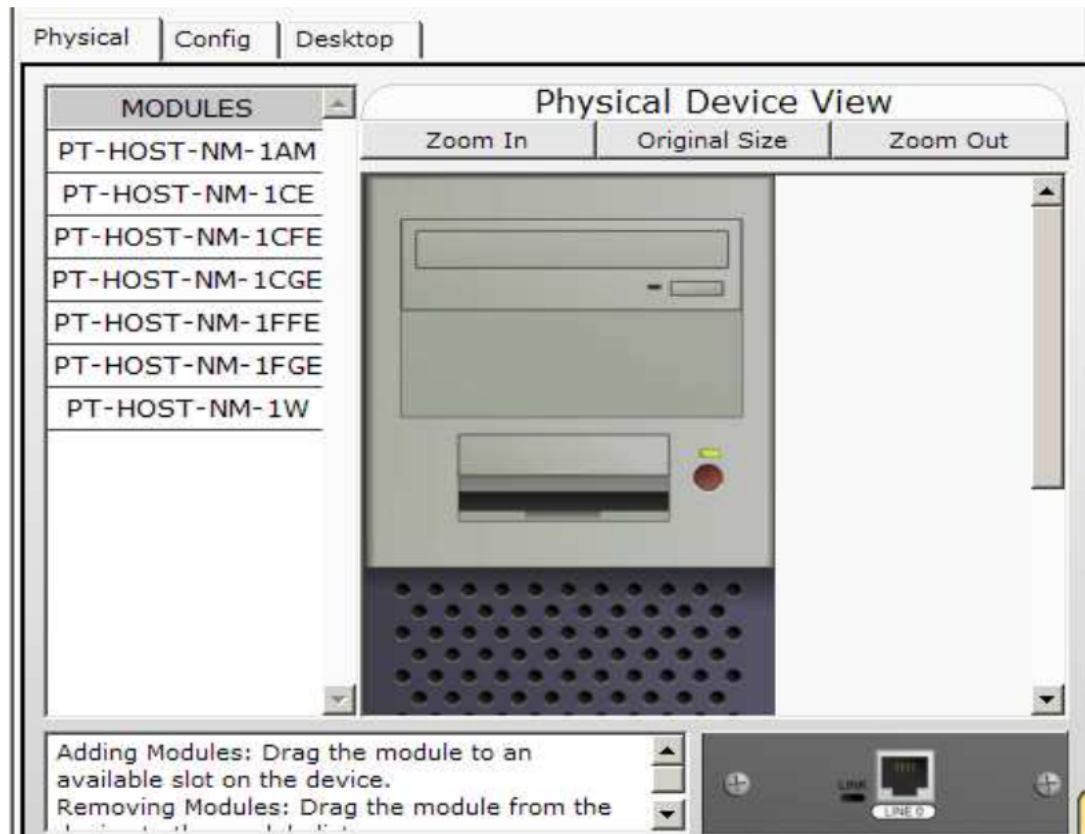 Physical
Config
Desktop
MODULES
PT-HOST-NM-1AM
PT-HOST-NM-1CE
PT-HOST-NM-1CFE
PT-HOST-NM-1CGE
PT-HOST-NM-1FFE
PT-HOST-NM-1FGE
PT-HOST-NM-1W
Physical Device View
Zoom In
Original Size
Zoom Out
Adding Modules: Drag the module to an
available slot on the device.
Removing Modules: Drag the module from the
LINK
LINE 0